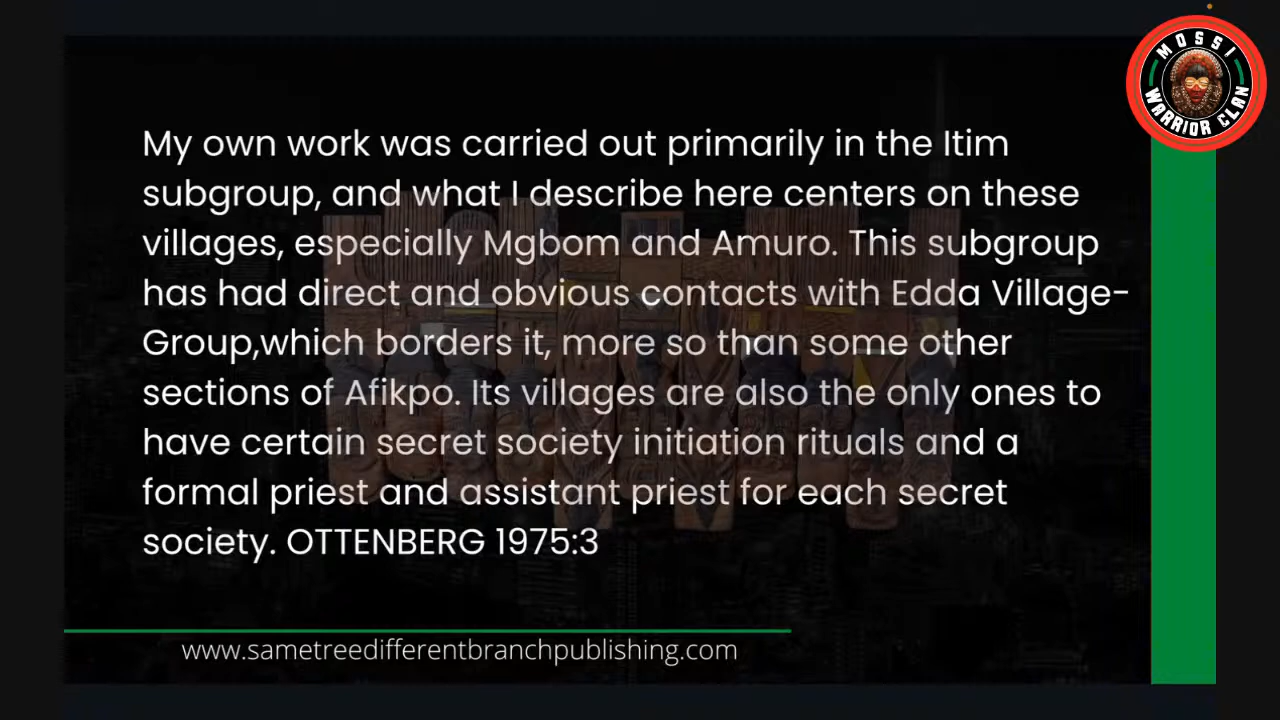 MOSSI
WARRIOR CLAN
My own work was carried out primarily in the Itim
subgroup, and what I describe here centers on these
villages, especially Mgbom and Amuro. This subgroup
has had direct and obvious contacts with Edda Village-
Group,which borders it, more so than some other
sections of Afikpo. Its villages are also the only ones to
have certain secret society initiation rituals and a
formal priest and assistant priest for each secret
society. OTTENBERG 1975:3
www.sametreedifferentbranchpublishing.com